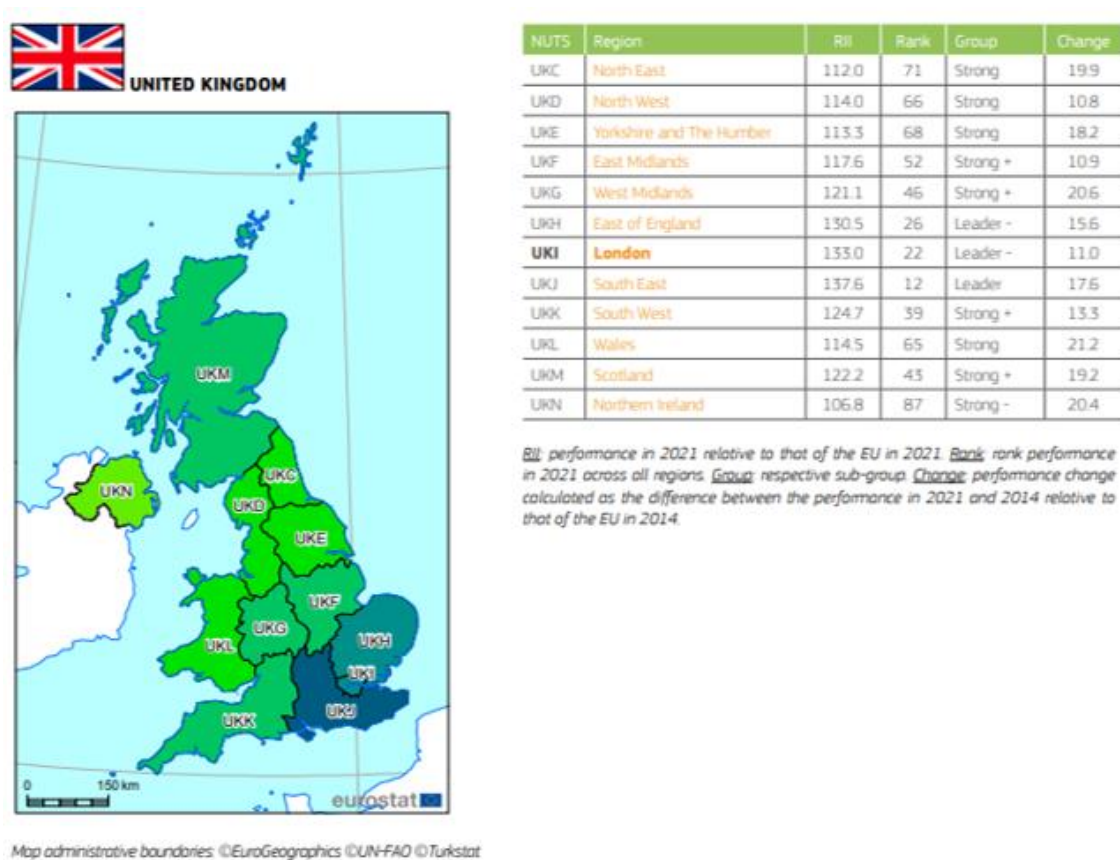 UNITED KINGDOM
UKM
UKC
UKN
UKD
UKE
UKF
UKG
UKL
UKH
UKI
UKJ
UKK
0 150 km
eurostat
Map administrative boundaries: ©EuroGeographics ©UN-FAO ©Turkstat
NUTS Region RII Rank Group Change
UKC North East 112.0 71 Strong 19.9
UKD North West 114.0 66 Strong 10.8
UKE Yorkshire and The Humber 113.3 68 Strong 18.2
UKF East Midlands 117.6 52 Strong + 10.9
UKG West Midlands 121.1 46 Strong + 20.6
UKH East of England 130.5 26 Leader - 15.6
UKI London 133.0 22 Leader - 11.0
UKJ South East 137.6 12 Leader 17.6
UKK South West 124.7 39 Strong + 13.3
UKL Wales 114.5 65 Strong 21.2
UKM Scotland 122.2 43 Strong + 19.2
UKN Northern Ireland 106.8 87 Strong - 20.4
RII: performance in 2021 relative to that of the EU in 2021. Rank: rank performance
in 2021 across all regions. Group: respective sub-group. Change: performance change
calculated as the difference between the performance in 2021 and 2014 relative to
that of the EU in 2014.